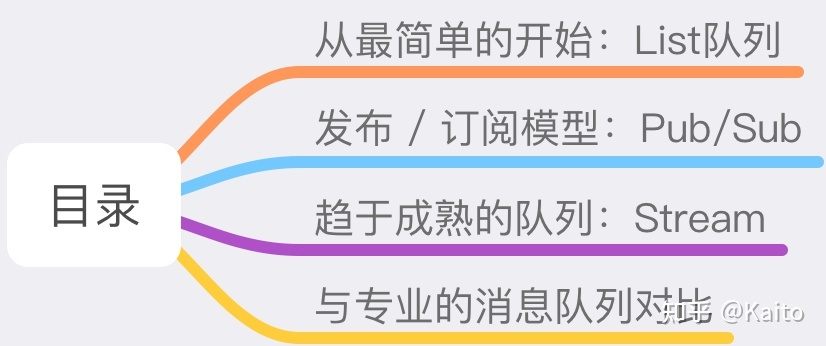 从最简单的开始：List队列
发布 / 订阅模型：Pub/Sub
目录
趋于成熟的队列：Stream
与专业的消息队列对比
知乎 @Kaito